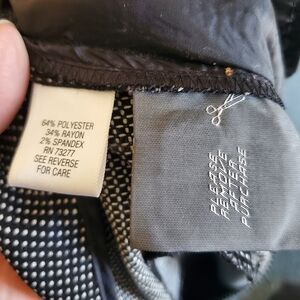 64% POLYESTER
34% RAYON
2% SPANDEX
RN 73277
SEE REVERSE
FOR CARE
PLEASE
REMOVE
AFTER
PURCHASE